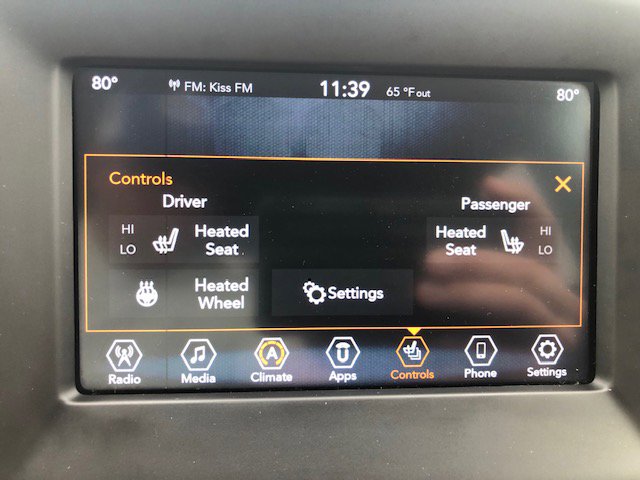 80° FM: Kiss FM 11:39 65 °F out 80°
Controls
Driver Passenger
HI
LO
Heated
Seat
Heated
Seat
HI
LO
Heated
Wheel
Settings
Radio Media A Climate Apps Controls Phone Settings